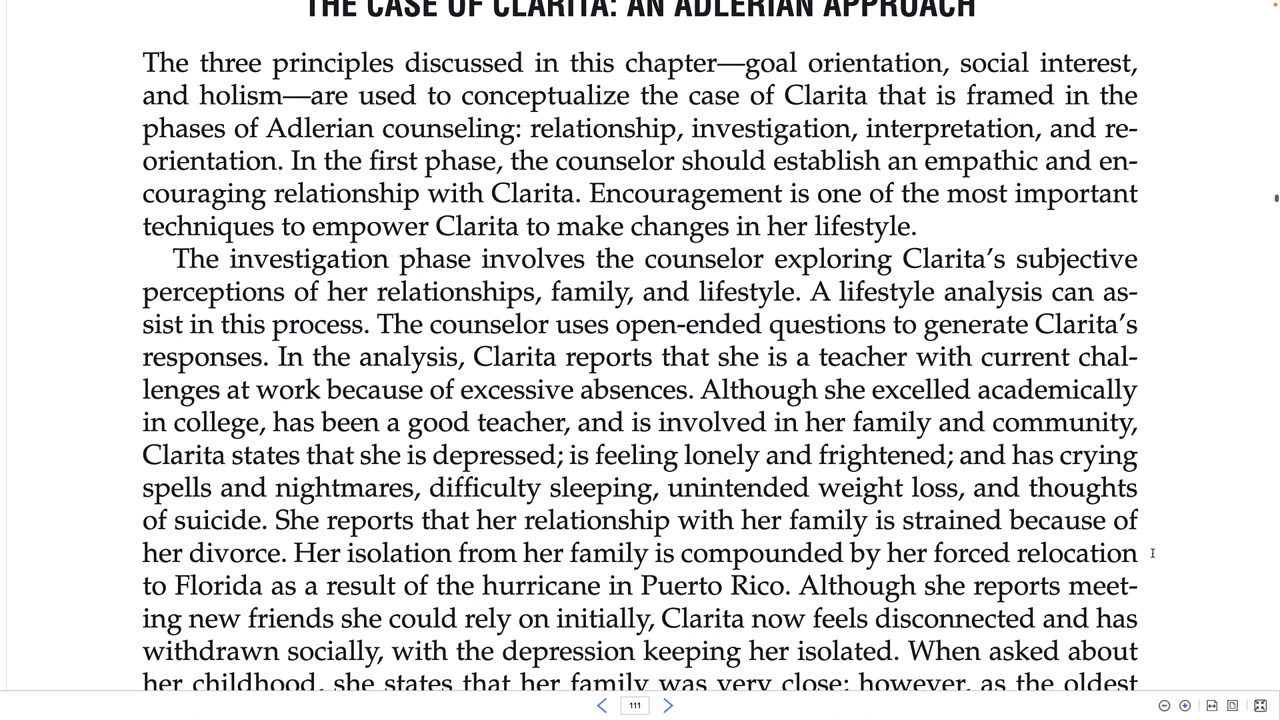 THE CASE OF CLARITA: AN ADLERIAN APPROACH
The three principles discussed in this chapter—goal orientation, social interest,
and holism—are used to conceptualize the case of Clarita that is framed in the
phases of Adlerian counseling: relationship, investigation, interpretation, and re-
orientation. In the first phase, the counselor should establish an empathic and en-
couraging relationship with Clarita. Encouragement is one of the most important
techniques to empower Clarita to make changes in her lifestyle.
The investigation phase involves the counselor exploring Clarita’s subjective
perceptions of her relationships, family, and lifestyle. A lifestyle analysis can as-
sist in this process. The counselor uses open-ended questions to generate Clarita’s
responses. In the analysis, Clarita reports that she is a teacher with current chal-
lenges at work because of excessive absences. Although she excelled academically
in college, has been a good teacher, and is involved in her family and community,
Clarita states that she is depressed; is feeling lonely and frightened; and has crying
spells and nightmares, difficulty sleeping, unintended weight loss, and thoughts
of suicide. She reports that her relationship with her family is strained because of
her divorce. Her isolation from her family is compounded by her forced relocation
to Florida as a result of the hurricane in Puerto Rico. Although she reports meet-
ing new friends she could rely on initially, Clarita now feels disconnected and has
withdrawn socially, with the depression keeping her isolated. When asked about
her childhood, she states that her family was very close; however, as the oldest
111